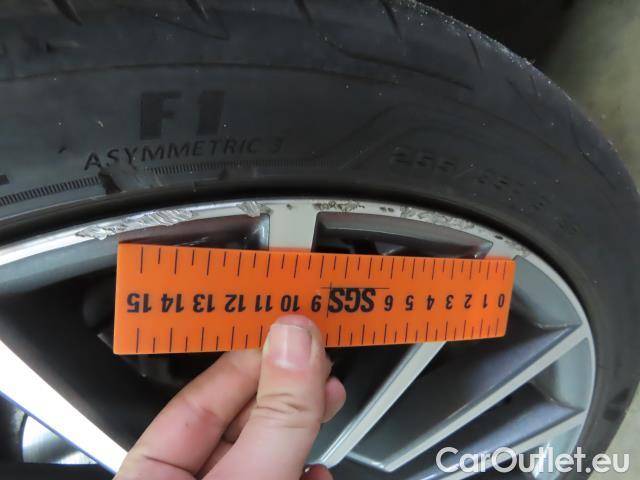 F1
ASYMMETRIC 3
0 1 2 3 4 5 6 SGS 9 10 11 12 13 14 15
CarOutlet.eu